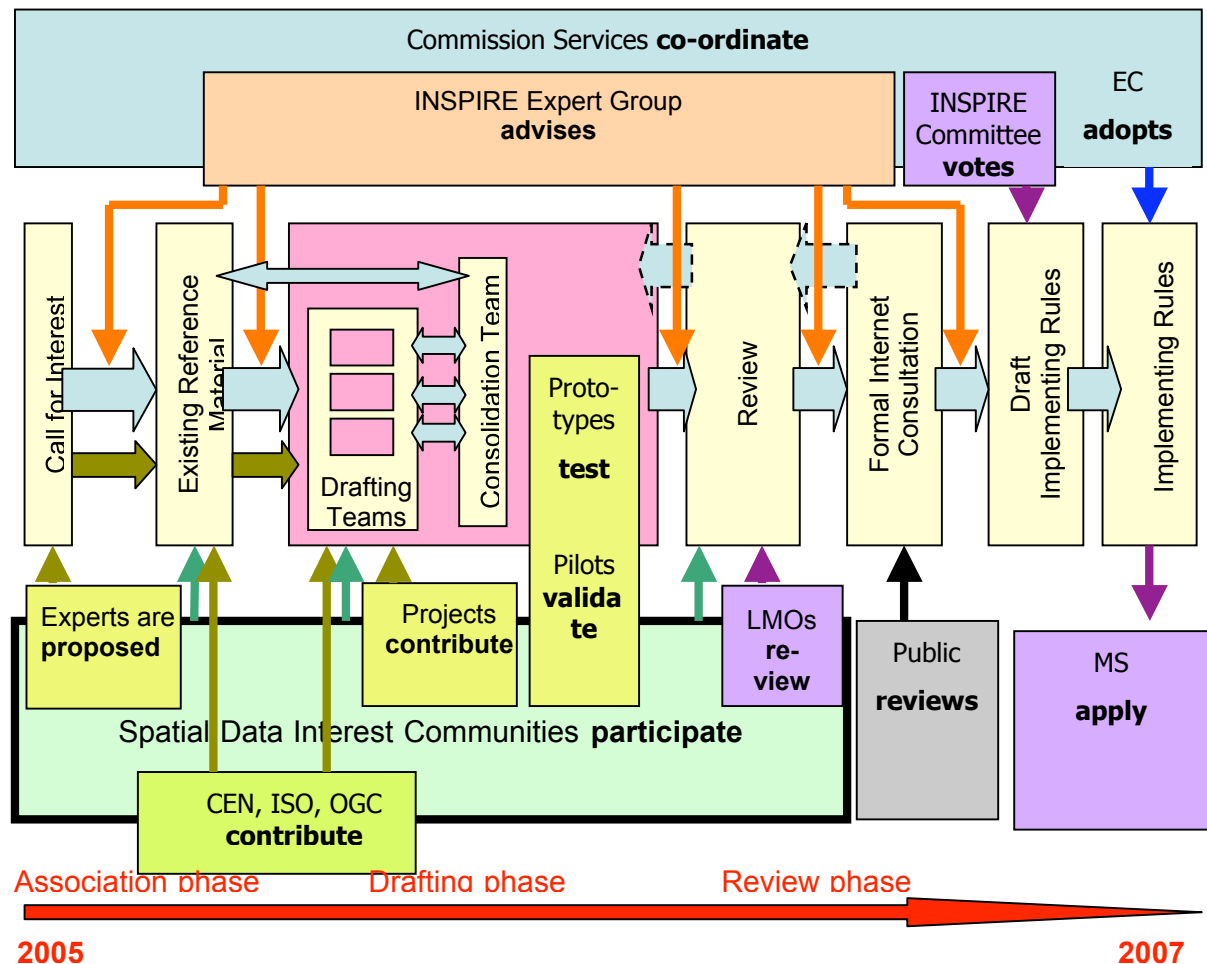 Commission Services co-ordinate
INSPIRE Expert Group
advises
INSPIRE
Committee
votes
EC
adopts
Call for Interest
Existing Reference
Material
Drafting
Teams
Consolidation Team
Proto-
types
test
Pilots
valida
te
Review
Formal Internet
Consultation
Draft
Implementing Rules
Implementing Rules
Experts are
proposed
Projects
contribute
LMOs
re-
view
Public
reviews
MS
apply
Spatial Data Interest Communities participate
CEN, ISO, OGC
contribute
Association phase
Drafting phase
Review phase
2005
2007